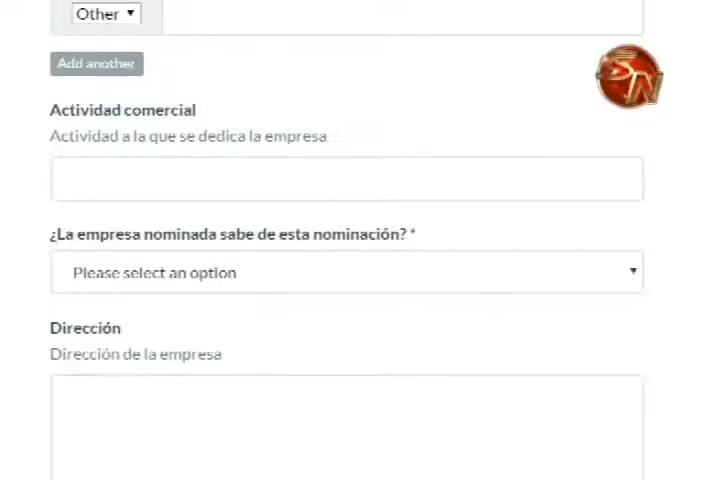 Other
Add another
SN
Actividad comercial
Actividad a la que se dedica la empresa
¿La empresa nominada sabe de esta nominación? *
Please select an option
Dirección
Dirección de la empresa